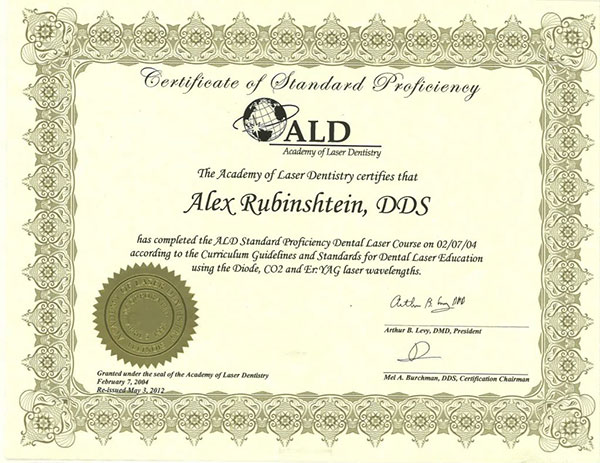 Certificate of Standard Proficiency
ALD
Academy of Laser Dentistry
The Academy of Laser Dentistry certifies that
Alex Rubinshtein, DDS
has completed the ALD Standard Proficiency Dental Laser Course on 02/07/04
according to the Curriculum Guidelines and Standards for Dental Laser Education
using the Diode, CO2 and Er:YAG laser wavelengths.
Arthur B. Levy DMD
Arthur B. Levy, DMD, President
Mel A. Burchman, DDS, Certification Chairman
Granted under the seal of the Academy of Laser Dentistry
February 7, 2004
Re-issued May 3, 2012